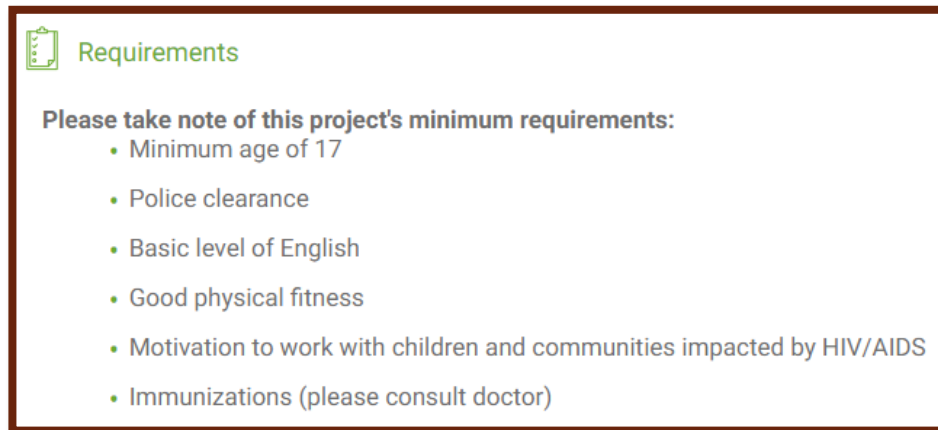 Requirements
Please take note of this project's minimum requirements:
• Minimum age of 17
• Police clearance
• Basic level of English
• Good physical fitness
• Motivation to work with children and communities impacted by HIV/AIDS
• Immunizations (please consult doctor)